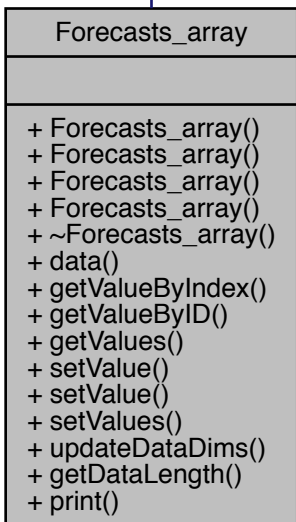 Forecasts_array
+ Forecasts_array()
+ Forecasts_array()
+ Forecasts_array()
+ Forecasts_array()
+ ~Forecasts_array()
+ data()
+ getValueByIndex()
+ getValueByID()
+ getValues()
+ setValue()
+ setValue()
+ setValues()
+ updateDataDims()
+ getDataLength()
+ print()